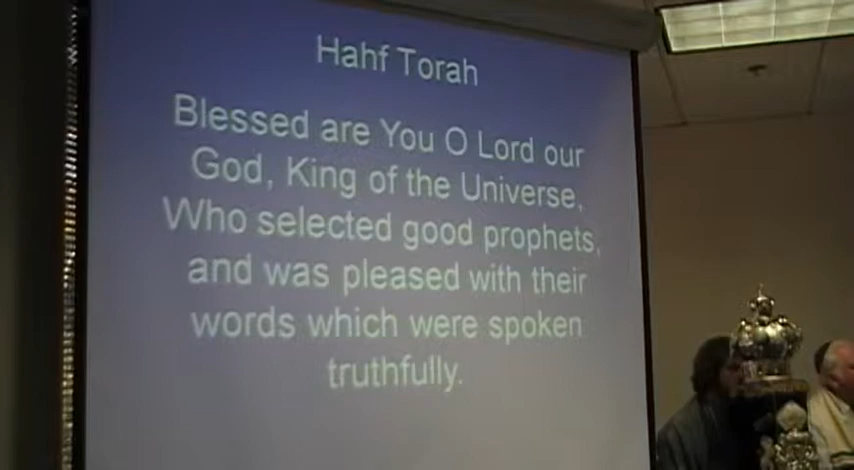 Hahf Torah
Blessed are You O Lord our
God, King of the Universe,
Who selected good prophets,
and was pleased with their
words which were spoken
truthfully.